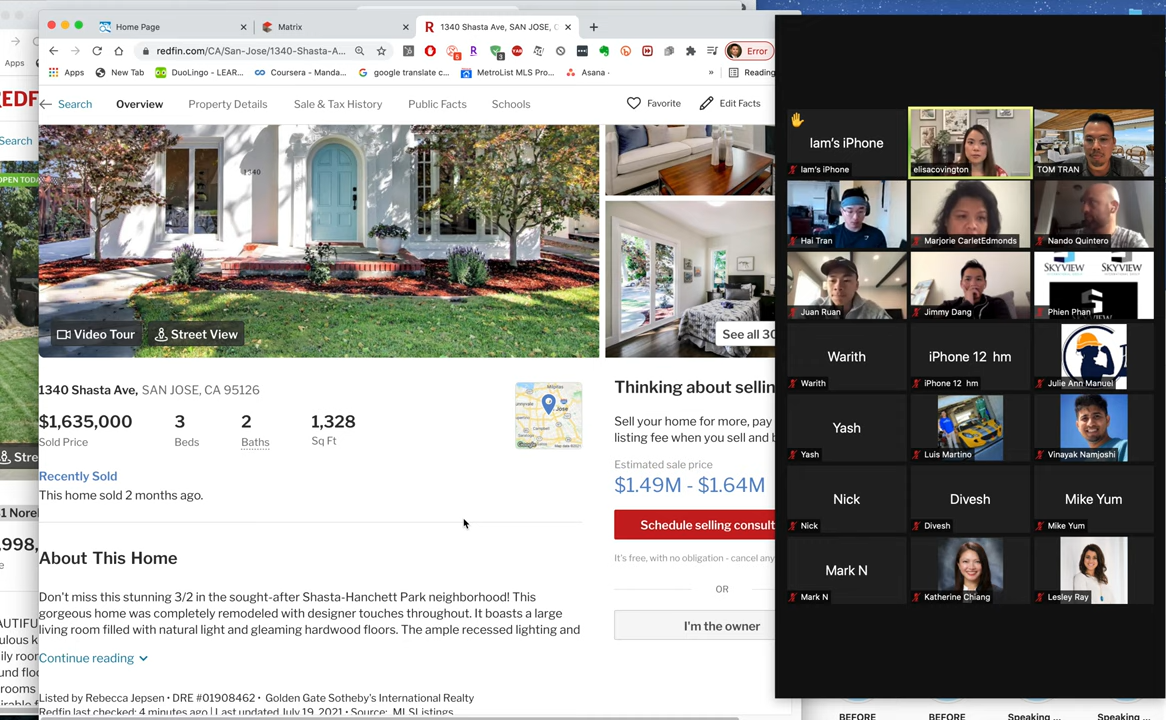 Home Page
Matrix
1340 Shasta Ave, SAN JOSE, C
redfin.com/CA/San-Jose/1340-Shasta-A...
Error
Apps
Apps
New Tab
DuoLingo - LEAR...
Coursera - Manda...
google translate c...
MetroList MLS Pro...
Asana -
»
Reading
REDF
Search
Search
Overview
Property Details
Sale & Tax History
Public Facts
Schools
Favorite
Edit Facts
OPEN TODA
1340
Video Tour
Street View
See all 30
1340 Shasta Ave, SAN JOSE, CA 95126
$1,635,000
3
2
1,328
Sold Price
Beds
Baths
Sq Ft
Recently Sold
This home sold 2 months ago.
About This Home
Don't miss this stunning 3/2 in the sought-after Shasta-Hanchett Park neighborhood! This
gorgeous home was completely remodeled with designer touches throughout. It boasts a large
living room filled with natural light and gleaming hardwood floors. The ample recessed lighting and
Continue reading
Listed by Rebecca Jepsen • DRE #01908462 • Golden Gate Sotheby's International Realty
Redfin last checked: 4 minutes ago | Last updated July 19, 2021 • Source: MLSListings
Thinking about sellin
Sell your home for more, pay
listing fee when you sell and b
Estimated sale price
$1.49M - $1.64M
Schedule selling consult
It's free, with no obligation - cancel any
OR
I'm the owner
Iam's iPhone
Iam's iPhone
elisacovington
TOM TRAN
Hai Tran
Marjorie CarletEdmonds
Nando Quintero
Juan Ruan
Jimmy Dang
SKYVIEW
SKYVIEW
Phien Phan
Warith
Warith
iPhone 12 hm
iPhone 12 hm
Julie Ann Manuel
Yash
Yash
Luis Martino
Vinayak Namjoshi
Nick
Nick
Divesh
Divesh
Mike Yum
Mike Yum
Mark N
Mark N
Katherine Chiang
Lesley Ray
BEFORE
BEFORE
Speaking ...
Speaking ...